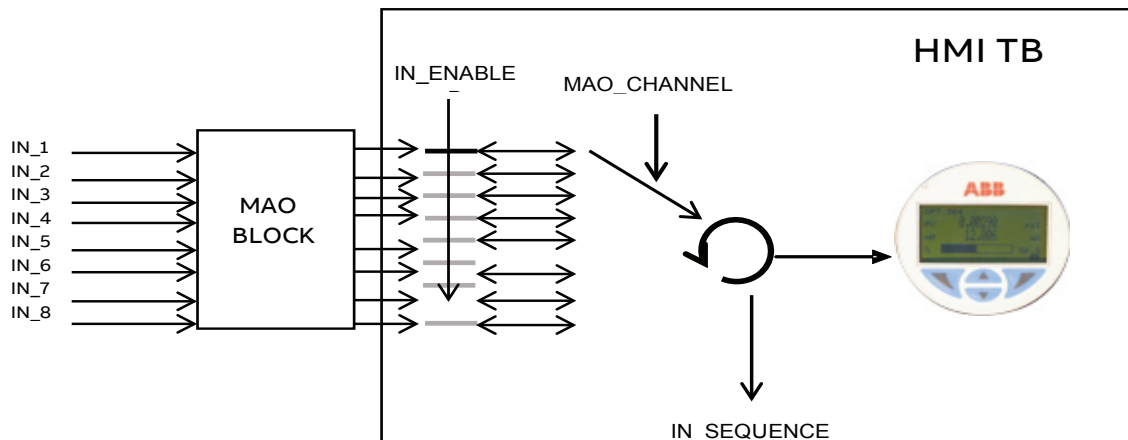 HMI TB
IN_ENABLE
MAO_CHANNEL
IN_1
IN_2
IN_3
IN_4
IN_5
IN_6
IN_7
IN_8
MAO
BLOCK
ABB
IN_SEQUENCE